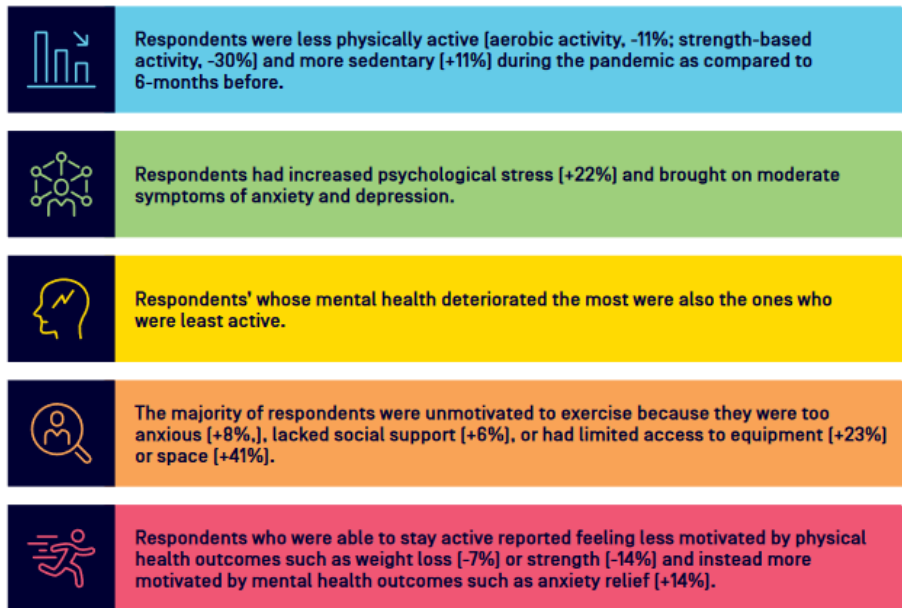 Respondents were less physically active (aerobic activity, -11%; strength-based
activity, -30%) and more sedentary (+11%) during the pandemic as compared to
6-months before.
Respondents had increased psychological stress (+22%) and brought on moderate
symptoms of anxiety and depression.
Respondents' whose mental health deteriorated the most were also the ones who
were least active.
The majority of respondents were unmotivated to exercise because they were too
anxious (+8%,), lacked social support (+6%), or had limited access to equipment (+23%)
or space (+41%).
Respondents who were able to stay active reported feeling less motivated by physical
health outcomes such as weight loss (-7%) or strength (-14%) and instead more
motivated by mental health outcomes such as anxiety relief (+14%).